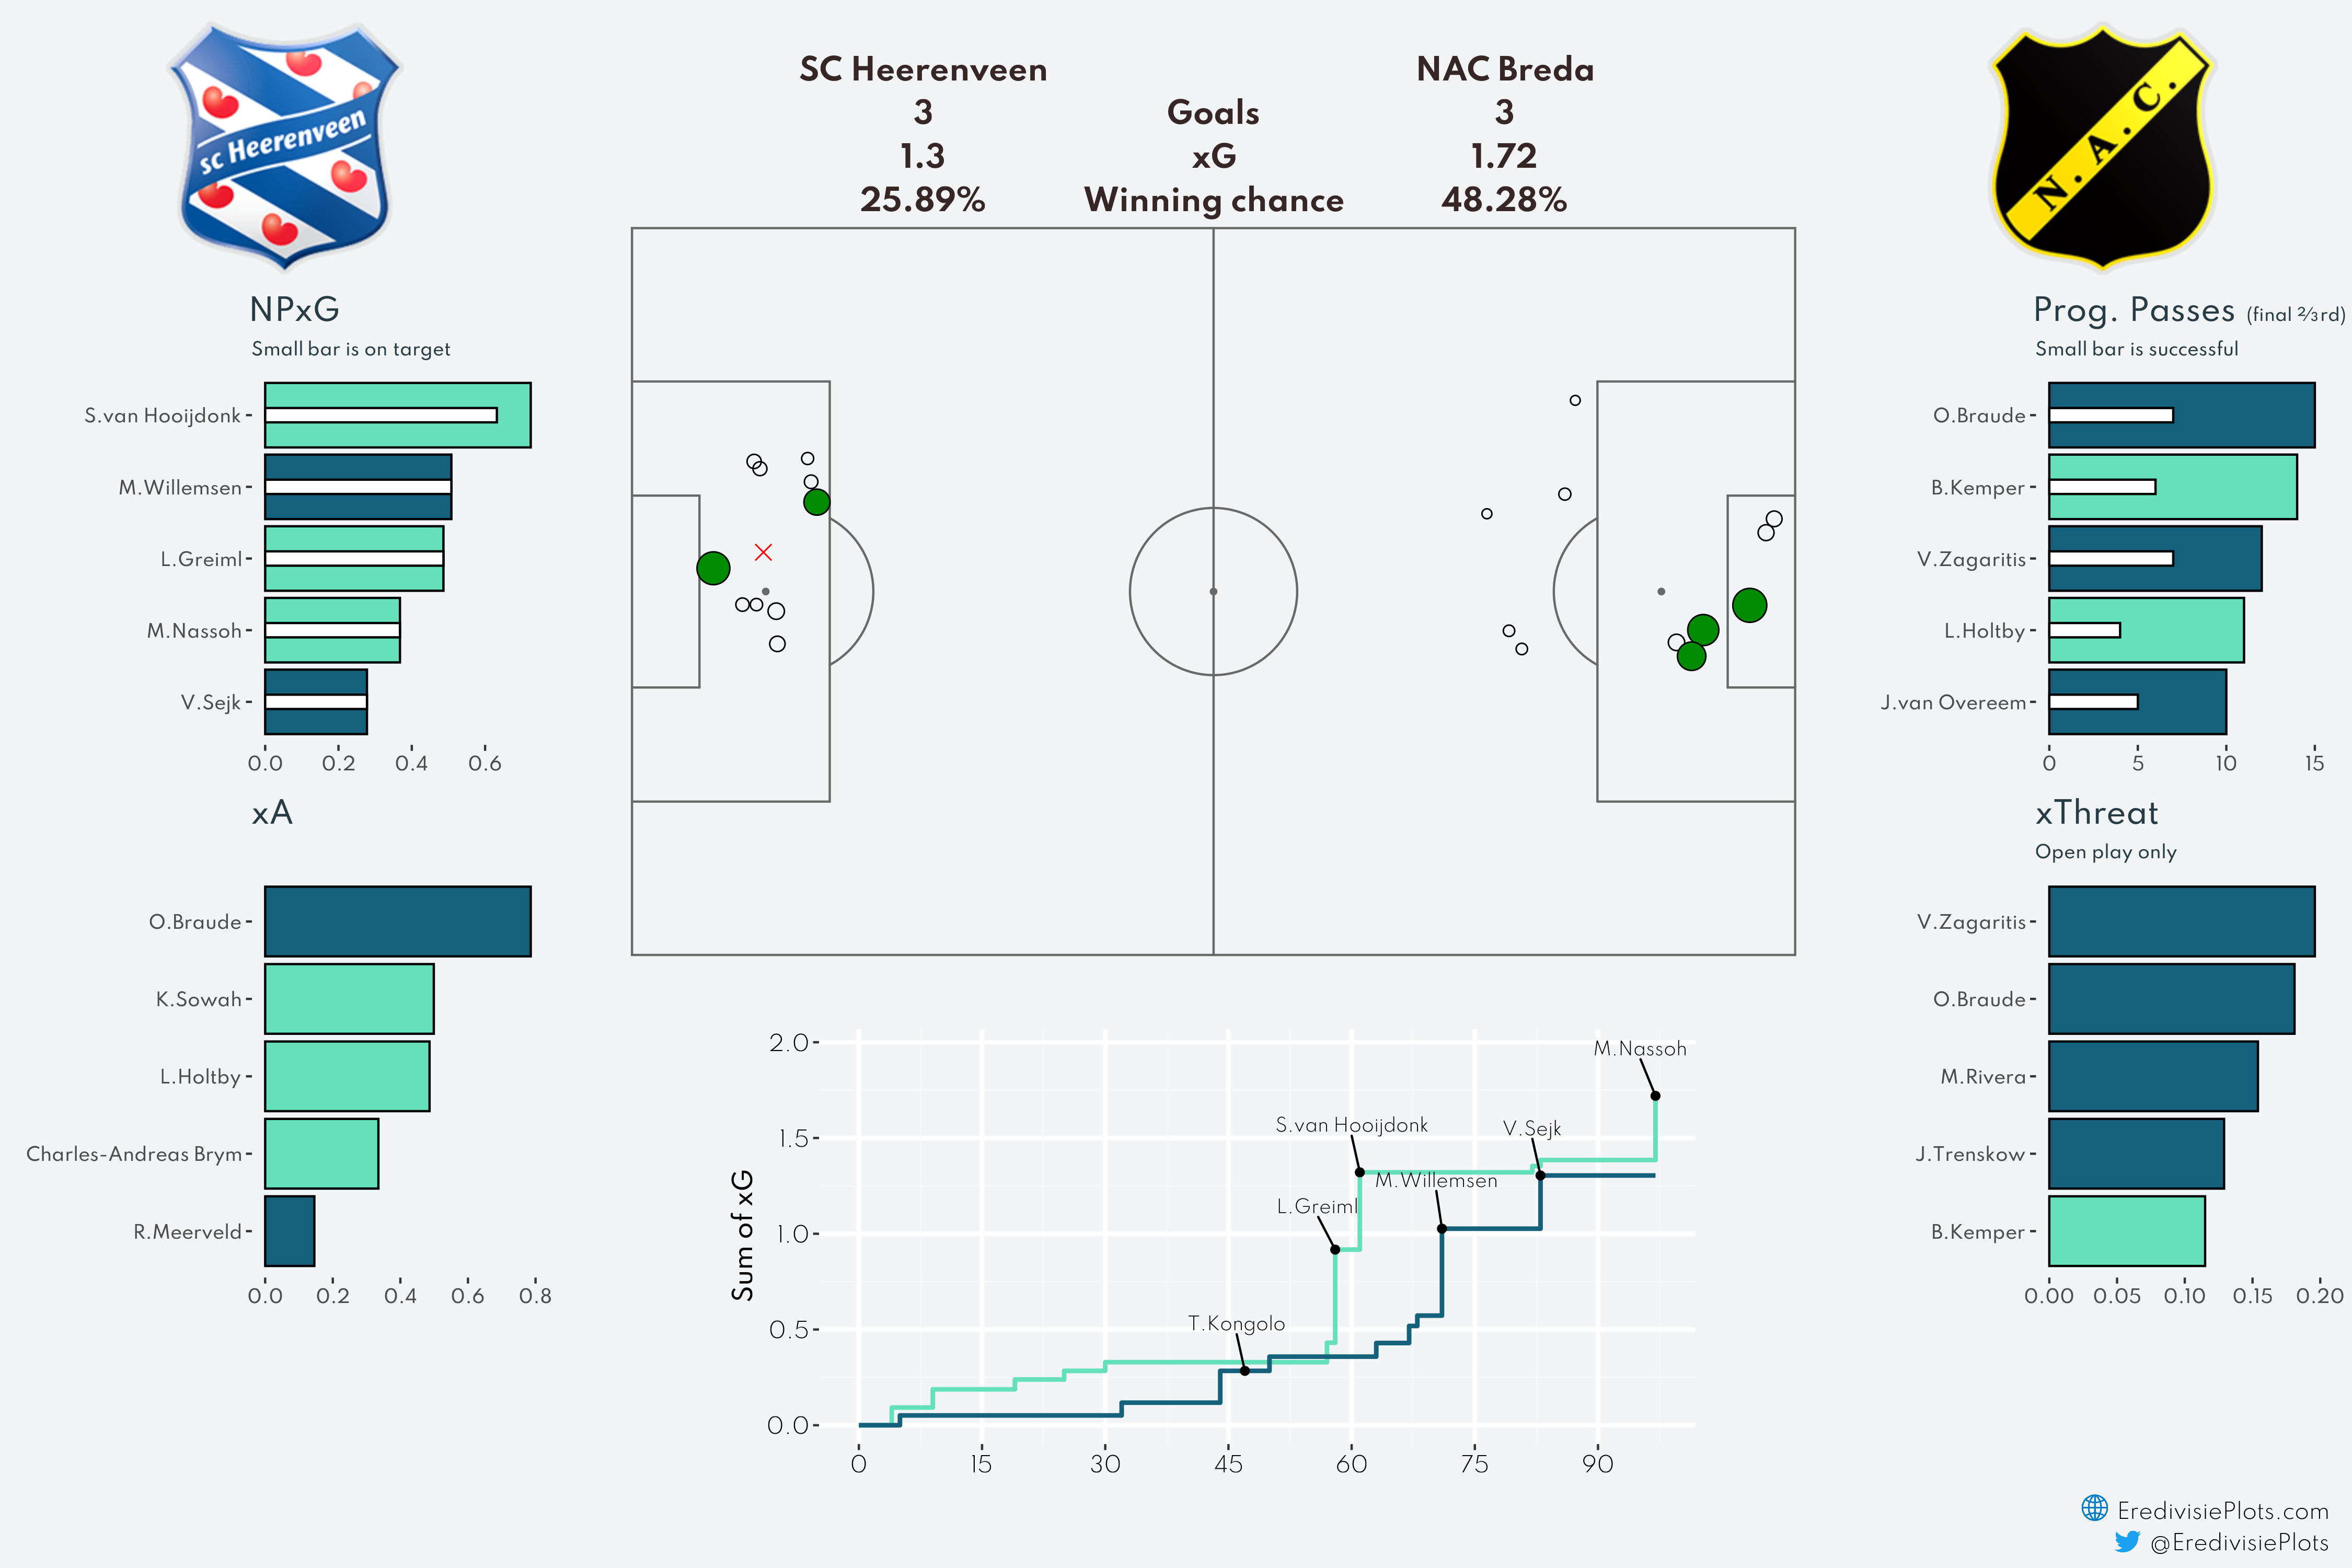 sc Heerenveen
N.A.C.
SC Heerenveen NAC Breda
3 Goals 3
1.3 xG 1.72
25.89% Winning chance 48.28%
NPxG
Small bar is on target
S.van Hooijdonk
M.Willemsen
L.Greiml
M.Nassoh
V.Sejk
0.0 0.2 0.4 0.6
xA
O.Braude
K.Sowah
L.Holtby
Charles-Andreas Brym
R.Meerveld
0.0 0.2 0.4 0.6 0.8
Sum of xG
2.0
1.5
1.0
0.5
0.0
M.Nassoh
S.van Hooijdonk
V.Sejk
M.Willemsen
L.Greiml
T.Kongolo
0 15 30 45 60 75 90
Prog. Passes (final ⅔rd)
Small bar is successful
O.Braude
B.Kemper
V.Zagaritis
L.Holtby
J.van Overeem
0 5 10 15
xThreat
Open play only
V.Zagaritis
O.Braude
M.Rivera
J.Trenskow
B.Kemper
0.00 0.05 0.10 0.15 0.20
EredivisiePlots.com
@EredivisiePlots